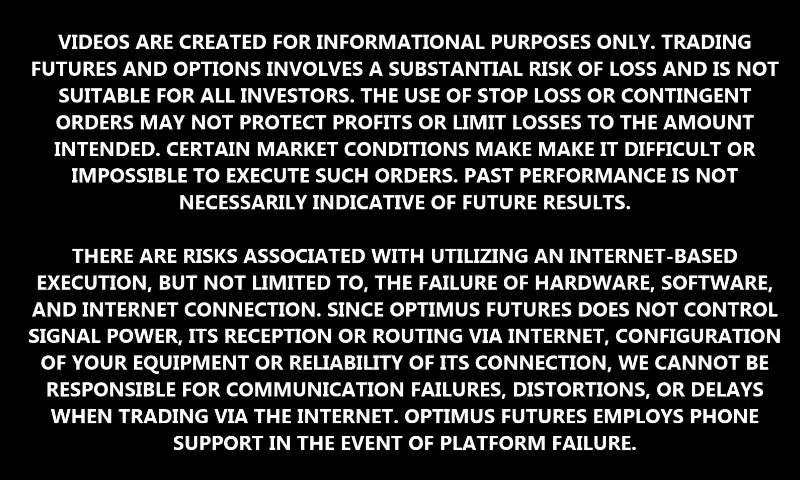 VIDEOS ARE CREATED FOR INFORMATIONAL PURPOSES ONLY. TRADING
FUTURES AND OPTIONS INVOLVES A SUBSTANTIAL RISK OF LOSS AND IS NOT
SUITABLE FOR ALL INVESTORS. THE USE OF STOP LOSS OR CONTINGENT
ORDERS MAY NOT PROTECT PROFITS OR LIMIT LOSSES TO THE AMOUNT
INTENDED. CERTAIN MARKET CONDITIONS MAKE MAKE IT DIFFICULT OR
IMPOSSIBLE TO EXECUTE SUCH ORDERS. PAST PERFORMANCE IS NOT
NECESSARILY INDICATIVE OF FUTURE RESULTS.
THERE ARE RISKS ASSOCIATED WITH UTILIZING AN INTERNET-BASED
EXECUTION, BUT NOT LIMITED TO, THE FAILURE OF HARDWARE, SOFTWARE,
AND INTERNET CONNECTION. SINCE OPTIMUS FUTURES DOES NOT CONTROL
SIGNAL POWER, ITS RECEPTION OR ROUTING VIA INTERNET, CONFIGURATION
OF YOUR EQUIPMENT OR RELIABILITY OF ITS CONNECTION, WE CANNOT BE
RESPONSIBLE FOR COMMUNICATION FAILURES, DISTORTIONS, OR DELAYS
WHEN TRADING VIA THE INTERNET. OPTIMUS FUTURES EMPLOYS PHONE
SUPPORT IN THE EVENT OF PLATFORM FAILURE.